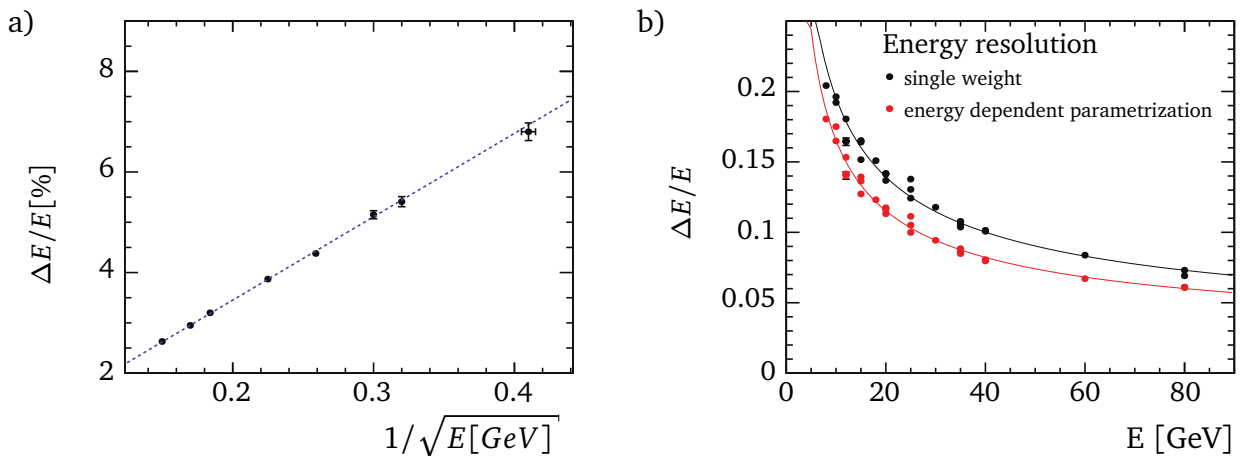 a)
8
6
4
2
0.2
0.3
0.4
ΔE/E[%]
1/√E[GeV]
b)
Energy resolution
single weight
energy dependent parametrization
0.2
0.15
0.1
0.05
0
0
20
40
60
80
ΔE/E
E [GeV]